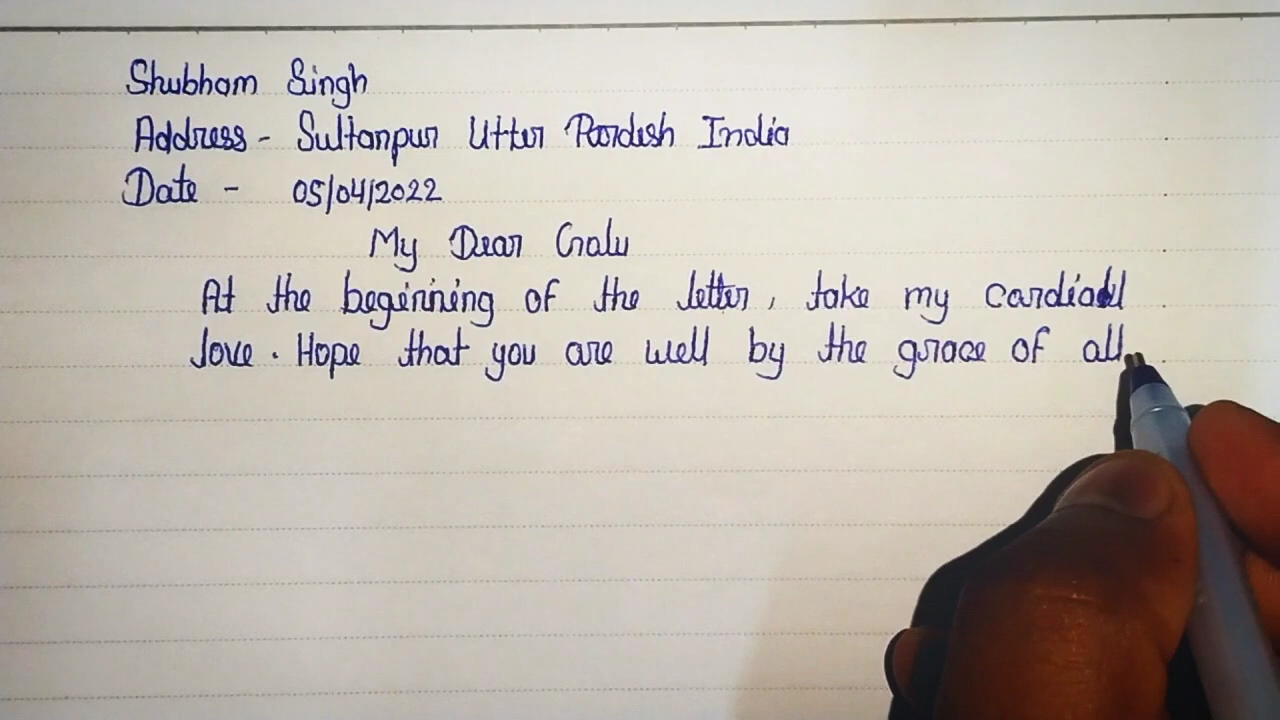 Shubham Singh
Address - Sultanpur Utter Pardesh India
Date - 05/04/2022
My Dear Golu
At the beginning of the letter, take my cardiall
love. Hope that you are well by the grace of all